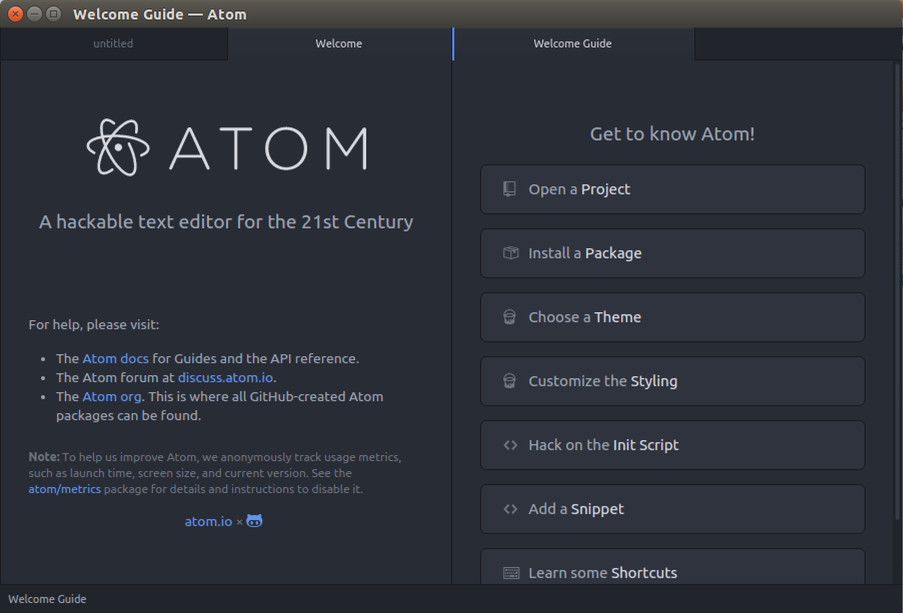 Welcome Guide — Atom
untitled
Welcome
Welcome Guide
ATOM
A hackable text editor for the 21st Century
For help, please visit:
• The Atom docs for Guides and the API reference.
• The Atom forum at discuss.atom.io.
• The Atom org. This is where all GitHub-created Atom
packages can be found.
Note: To help us improve Atom, we anonymously track usage metrics,
such as launch time, screen size, and current version. See the
atom/metrics package for details and instructions to disable it.
atom.io ×
Get to know Atom!
Open a Project
Install a Package
Choose a Theme
Customize the Styling
Hack on the Init Script
Add a Snippet
Learn some Shortcuts
Welcome Guide